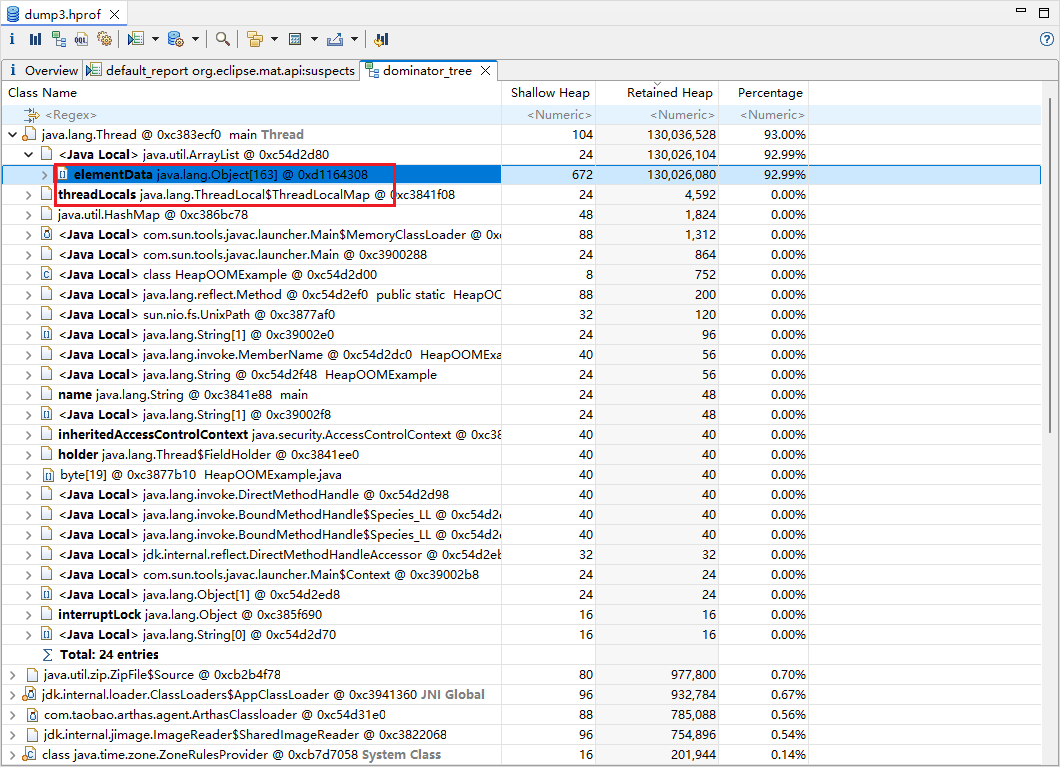 dump3.hprof
Overview default_report org.eclipse.mat.api:suspects dominator_tree
Class Name Shallow Heap Retained Heap Percentage
<Regex> <Numeric> <Numeric> <Numeric>
java.lang.Thread @ 0xc383ecf0 main Thread 104 130,036,528 93.00%
<Java Local> java.util.ArrayList @ 0xc54d2d80 24 130,026,104 92.99%
elementData java.lang.Object[163] @ 0xd1164308 672 130,026,080 92.99%
threadLocals java.lang.ThreadLocal$ThreadLocalMap @ 0xc3841f08 24 4,592 0.00%
java.util.HashMap @ 0xc386bc78 48 1,824 0.00%
<Java Local> com.sun.tools.javac.launcher.Main$MemoryClassLoader @ 0x 88 1,312 0.00%
<Java Local> com.sun.tools.javac.launcher.Main @ 0xc3900288 24 864 0.00%
<Java Local> class HeapOOMExample @ 0xc54d2d00 8 752 0.00%
<Java Local> java.lang.reflect.Method @ 0xc54d2ef0 public static HeapOO 88 200 0.00%
<Java Local> sun.nio.fs.UnixPath @ 0xc3877af0 32 120 0.00%
<Java Local> java.lang.String[1] @ 0xc39002e0 24 96 0.00%
<Java Local> java.lang.invoke.MemberName @ 0xc54d2dc0 HeapOOMExa 40 56 0.00%
<Java Local> java.lang.String @ 0xc54d2f48 HeapOOMExample 24 56 0.00%
name java.lang.String @ 0xc3841e88 main 24 48 0.00%
<Java Local> java.lang.String[1] @ 0xc39002f8 24 48 0.00%
inheritedAccessControlContext java.security.AccessControlContext @ 0xc38 40 40 0.00%
holder java.lang.Thread$FieldHolder @ 0xc3841ee0 40 40 0.00%
byte[19] @ 0xc3877b10 HeapOOMExample.java 40 40 0.00%
<Java Local> java.lang.invoke.DirectMethodHandle @ 0xc54d2d98 40 40 0.00%
<Java Local> java.lang.invoke.BoundMethodHandle$Species_LL @ 0xc54d2 40 40 0.00%
<Java Local> java.lang.invoke.BoundMethodHandle$Species_LL @ 0xc54d2 40 40 0.00%
<Java Local> jdk.internal.reflect.DirectMethodHandleAccessor @ 0xc54d2eb 32 32 0.00%
<Java Local> com.sun.tools.javac.launcher.Main$Context @ 0xc39002b8 24 24 0.00%
<Java Local> java.lang.Object[1] @ 0xc54d2ed8 24 24 0.00%
interruptLock java.lang.Object @ 0xc385f690 16 16 0.00%
<Java Local> java.lang.String[0] @ 0xc54d2d70 16 16 0.00%
Total: 24 entries
java.util.zip.ZipFile$Source @ 0xcb2b4f78 80 977,800 0.70%
jdk.internal.loader.ClassLoaders$AppClassLoader @ 0xc3941360 JNI Global 96 932,784 0.67%
com.taobao.arthas.agent.ArthasClassloader @ 0xc54d31e0 88 785,088 0.56%
jdk.internal.jimage.ImageReader$SharedImageReader @ 0xc3822068 96 754,896 0.54%
class java.time.zone.ZoneRulesProvider @ 0xcb7d7058 System Class 16 201,944 0.14%